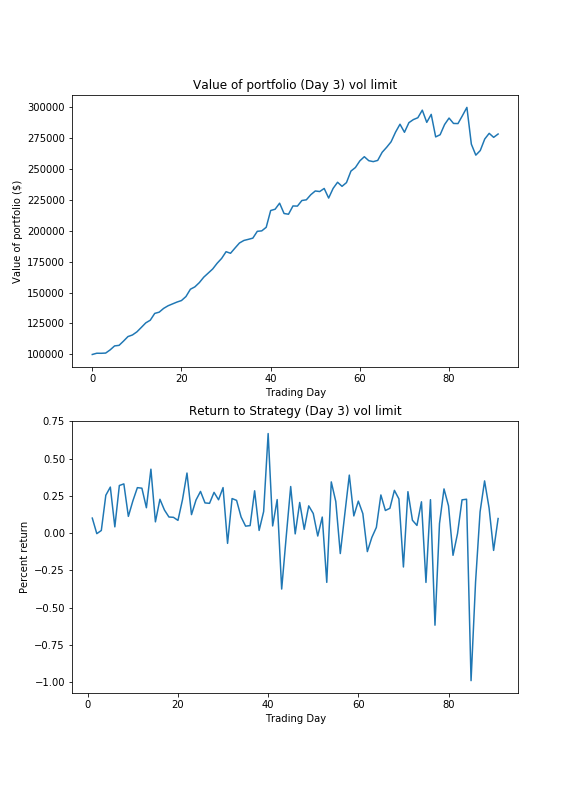 Value of portfolio (Day 3) vol limit
300000
275000
250000
225000
200000
175000
150000
125000
100000
Value of portfolio ($)
0 20 40 60 80
Trading Day
Return to Strategy (Day 3) vol limit
0.75
0.50
0.25
0.00
−0.25
−0.50
−0.75
−1.00
Percent return
0 20 40 60 80
Trading Day